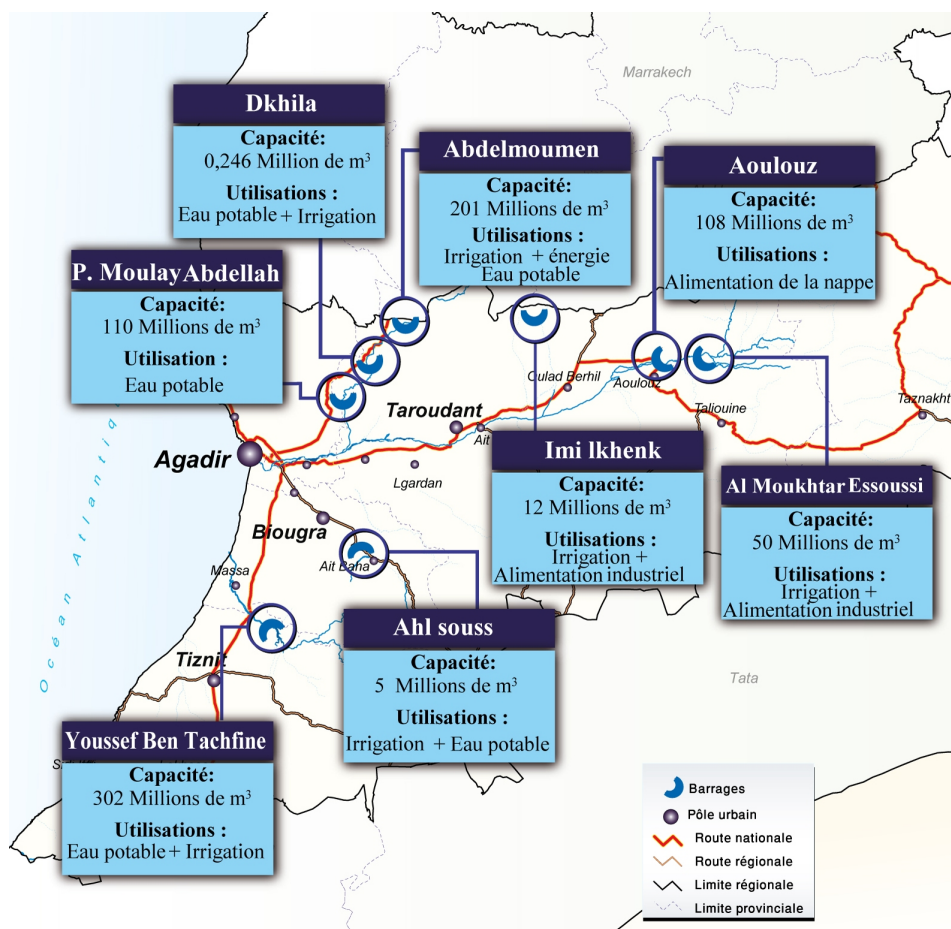 Marrakech
Dkhila
Capacité:
0,246 Million de m³
Utilisations :
Eau potable + Irrigation
Abdelmoumen
Capacité:
201 Millions de m³
Utilisations :
Irrigation + énergie
Eau potable
Aoulouz
Capacité:
108 Millions de m³
Utilisations :
Alimentation de la nappe
P. Moulay Abdellah
Capacité:
110 Millions de m³
Utilisation :
Eau potable
Oulad Berhil
Aoulouz
Taliouine
Taznakht
Taroudant
Ait
Agadir
Lgardan
Biougra
Ait Baha
Massa
Tiznit
Océan Atlantiq
Imi lkhenk
Capacité:
12 Millions de m³
Utilisations :
Irrigation +
Alimentation industriel
Al Moukhtar Essoussi
Capacité:
50 Millions de m³
Utilisations :
Irrigation +
Alimentation industriel
Ahl souss
Capacité:
5 Millions de m³
Utilisations :
Irrigation + Eau potable
Tata
Youssef Ben Tachfine
Capacité:
302 Millions de m³
Utilisations :
Eau potable + Irrigation
Barrages
Pôle urbain
Route nationale
Route régionale
Limite régionale
Limite provinciale